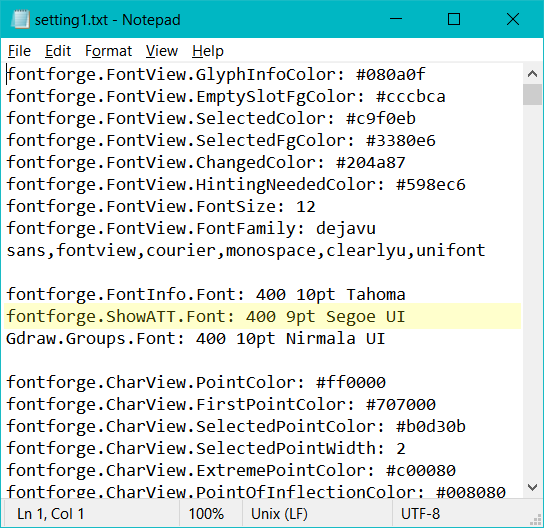 setting1.txt - Notepad
File Edit Format View Help
fontforge.FontView.GlyphInfoColor: #080a0f
fontforge.FontView.EmptySlotFgColor: #cccbca
fontforge.FontView.SelectedColor: #c9f0eb
fontforge.FontView.SelectedFgColor: #3380e6
fontforge.FontView.ChangedColor: #204a87
fontforge.FontView.HintingNeededColor: #598ec6
fontforge.FontView.FontSize: 12
fontforge.FontView.FontFamily: dejavu
sans,fontview,courier,monospace,clearlyu,unifont
fontforge.FontInfo.Font: 400 10pt Tahoma
fontforge.ShowATT.Font: 400 9pt Segoe UI
Gdraw.Groups.Font: 400 10pt Nirmala UI
fontforge.CharView.PointColor: #ff0000
fontforge.CharView.FirstPointColor: #707000
fontforge.CharView.SelectedPointColor: #b0d30b
fontforge.CharView.SelectedPointWidth: 2
fontforge.CharView.ExtremePointColor: #c00080
fontforge.CharView.PointOfInflectionColor: #008080
Ln 1, Col 1 100% Unix (LF) UTF-8